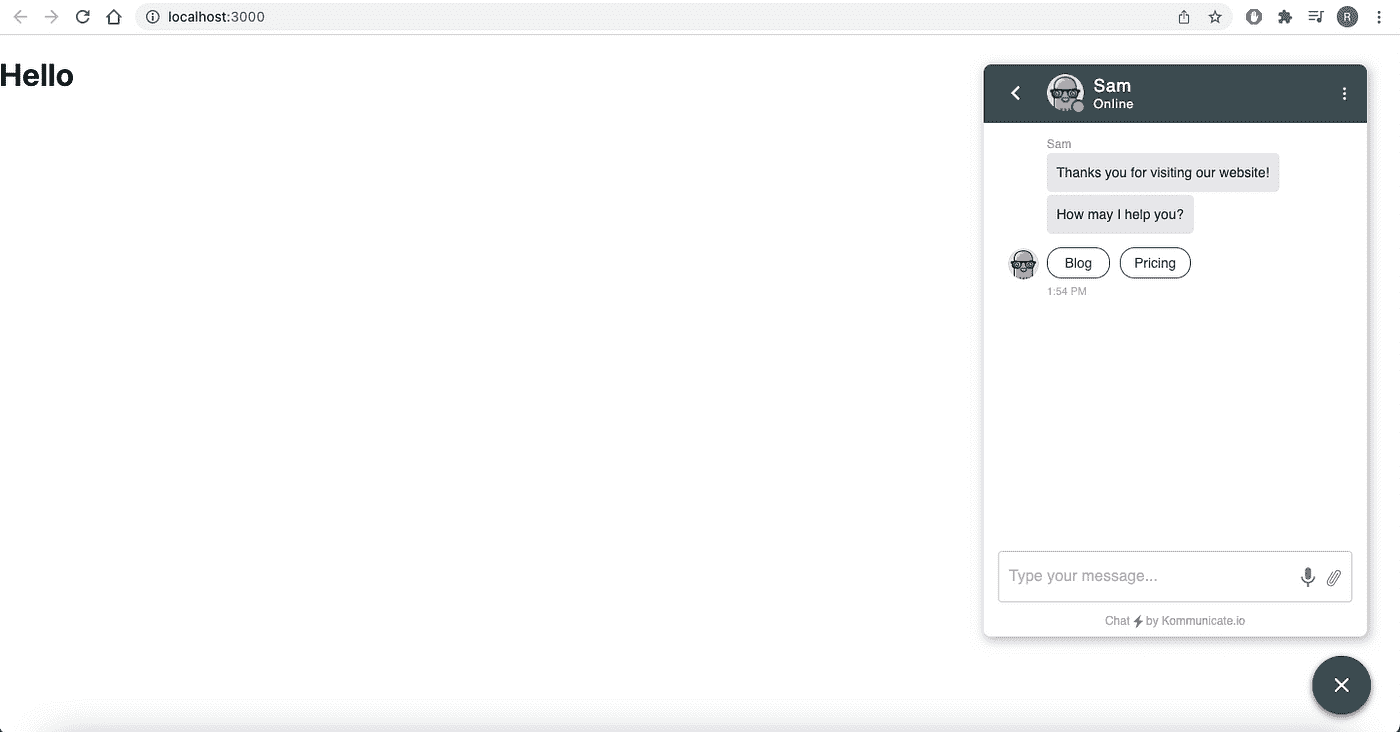 localhost:3000
R
Hello
Sam
Online
Sam
Thanks you for visiting our website!
How may I help you?
Blog Pricing
1:54 PM
Type your message...
Chat by Kommunicate.io